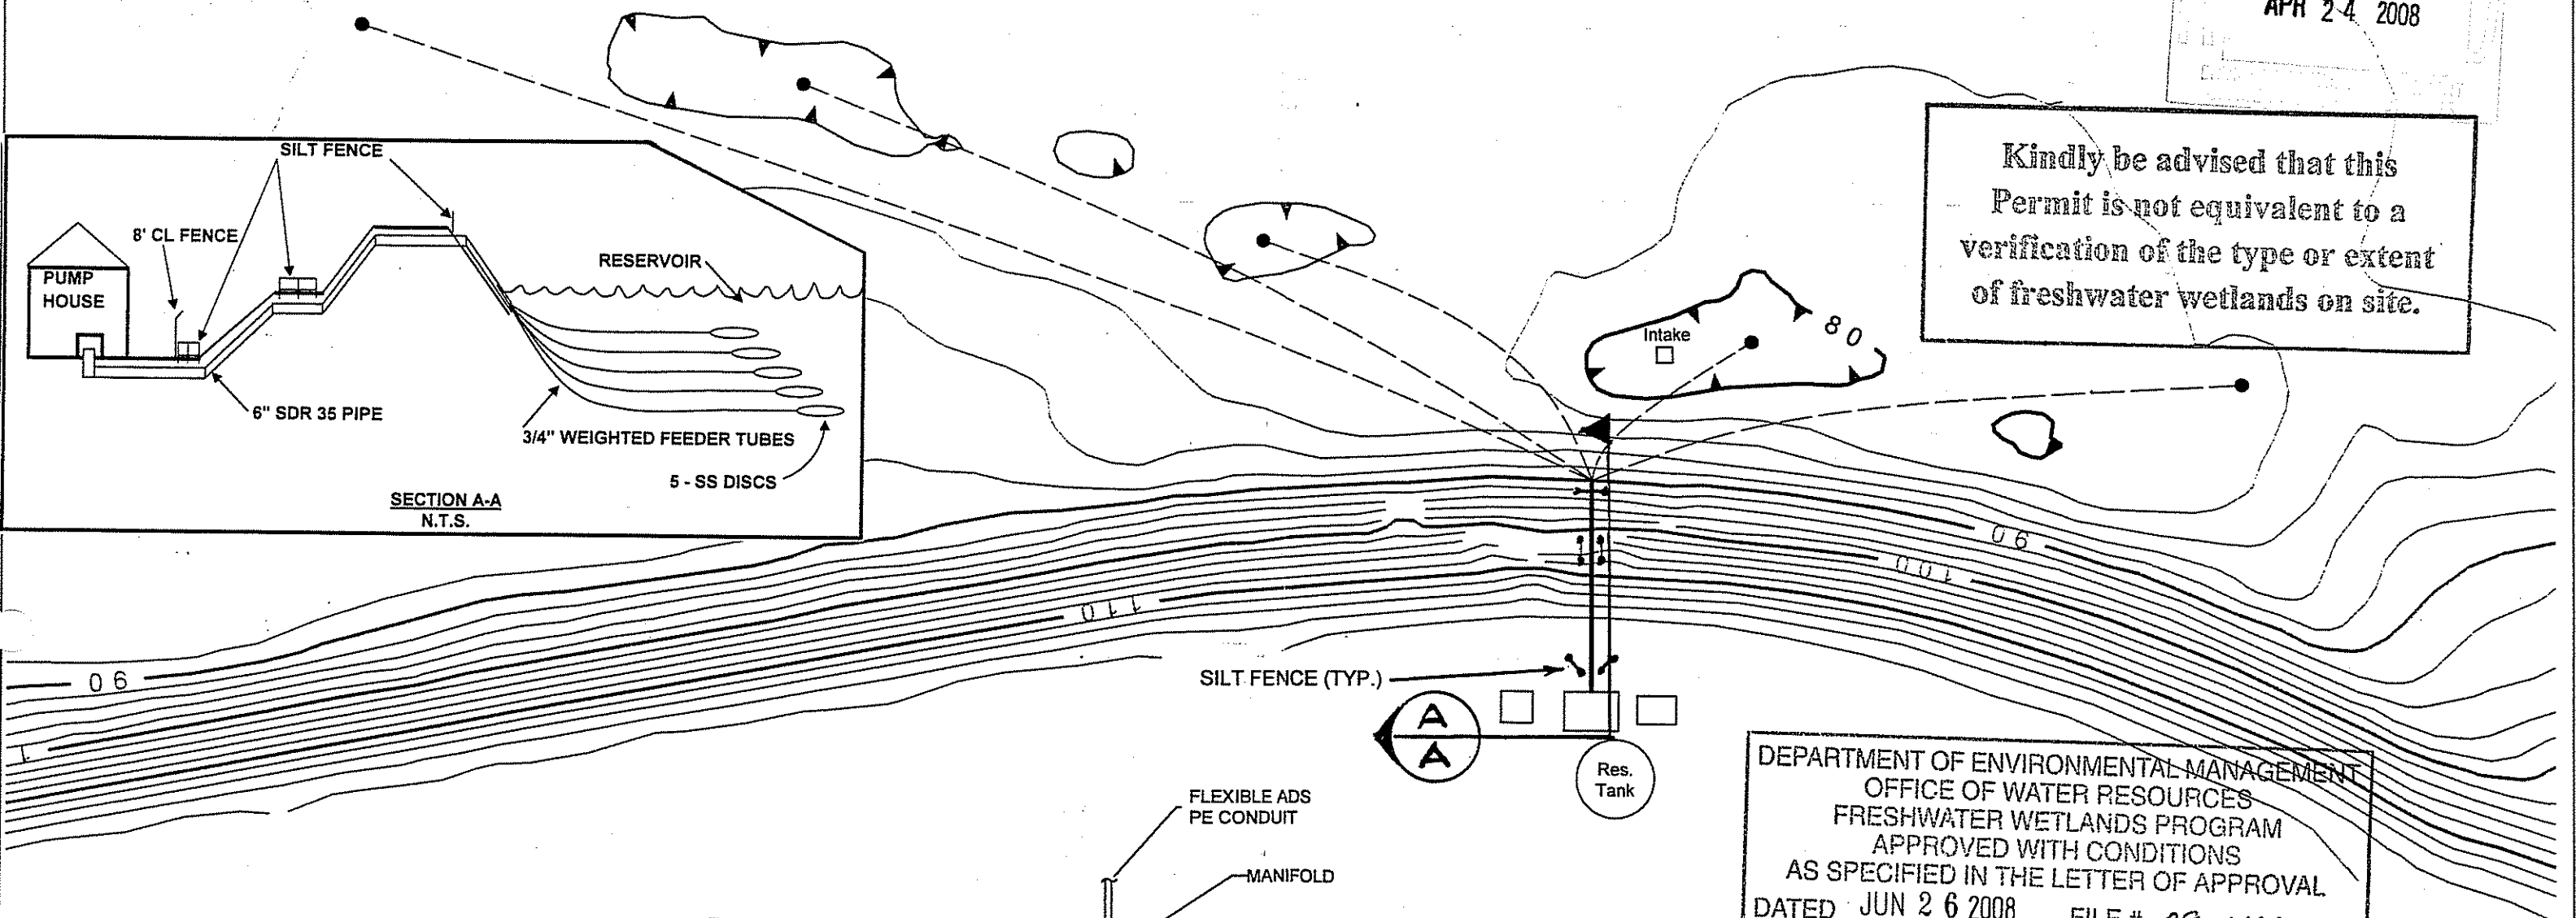 APR 24 2008
Kindly be advised that this
Permit is not equivalent to a
verification of the type or extent
of freshwater wetlands on site.
SILT FENCE
8' CL FENCE
PUMP
HOUSE
RESERVOIR
6" SDR 35 PIPE
3/4" WEIGHTED FEEDER TUBES
5 - SS DISCS
SECTION A-A
N.T.S.
Intake
80
90
100
110
90
1
SILT FENCE (TYP.)
A
A
Res.
Tank
FLEXIBLE ADS
PE CONDUIT
MANIFOLD
DEPARTMENT OF ENVIRONMENTAL MANAGEMENT
OFFICE OF WATER RESOURCES
FRESHWATER WETLANDS PROGRAM
APPROVED WITH CONDITIONS
AS SPECIFIED IN THE LETTER OF APPROVAL
DATED JUN 26 2008 FILE #